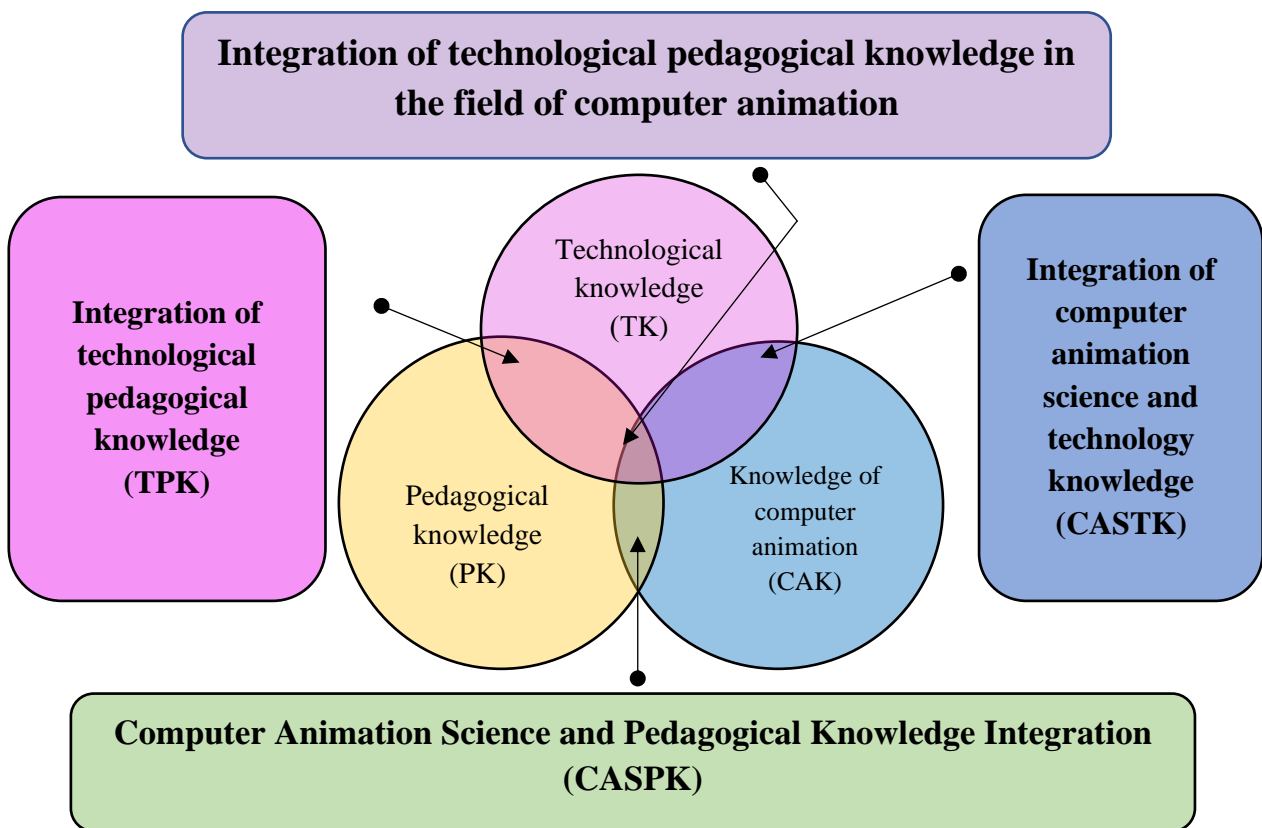 Integration of technological pedagogical knowledge in
the field of computer animation
Technological
knowledge
(TK)
Integration of
technological
pedagogical
knowledge
(TPK)
Integration of
computer
animation
science and
technology
knowledge
(CASTK)
Pedagogical
knowledge
(PK)
Knowledge of
computer
animation
(CAK)
Computer Animation Science and Pedagogical Knowledge Integration
(CASPK)